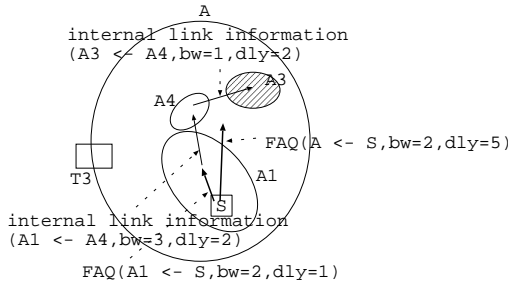 A
internal link information
(A3 <- A4,bw=1,dly=2)
A3
A4
FAQ(A <- S,bw=2,dly=5)
T3
A1
S
internal link information
(A1 <- A4,bw=3,dly=2)
FAQ(A1 <- S,bw=2,dly=1)